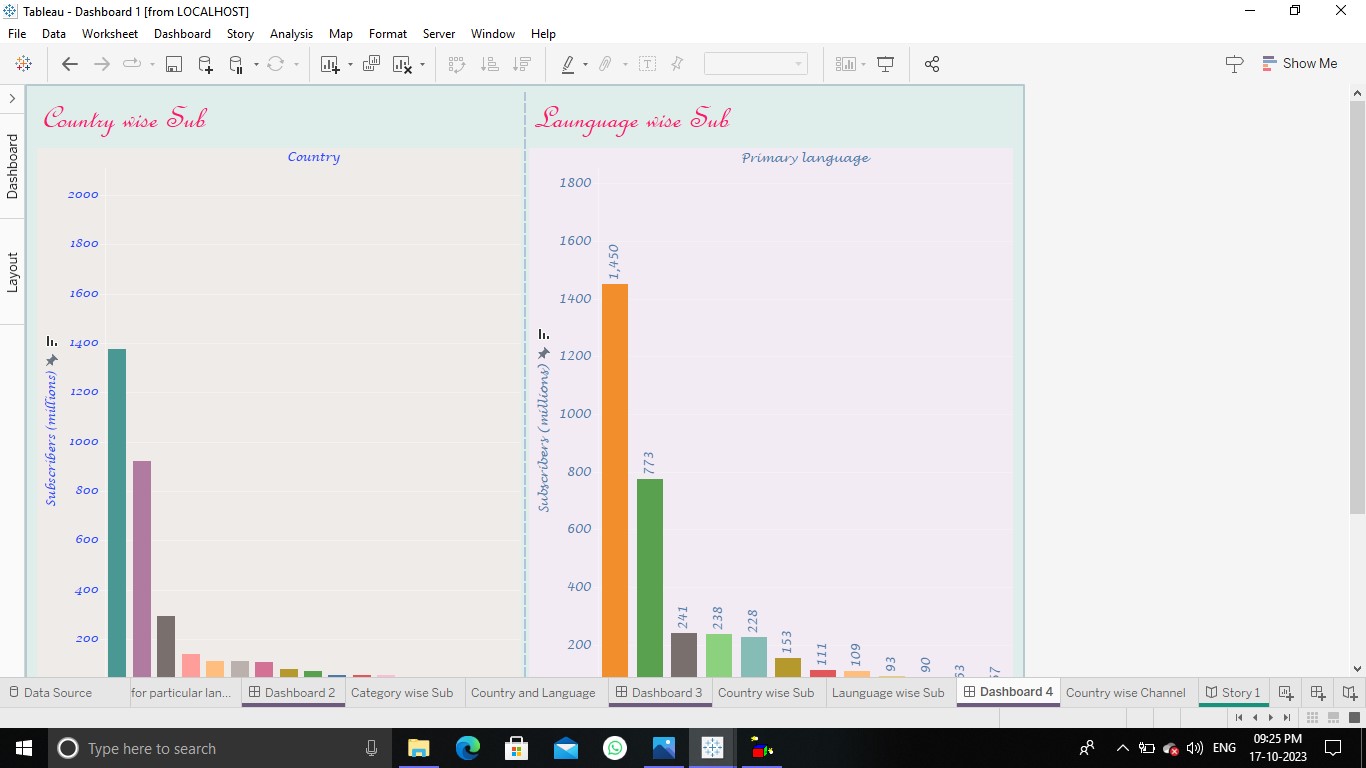 Tableau - Dashboard 1 [from LOCALHOST]
File Data Worksheet Dashboard Story Analysis Map Format Server Window Help
Show Me
Dashboard
Layout
Country wise Sub
Country
Subscribers (millions)
2000
1800
1600
1400
1200
1000
800
600
400
200
Launguage wise Sub
Primary language
Subscribers (millions)
1800
1600
1400
1200
1000
800
600
400
200
1,450
773
241
238
228
153
111
109
93
90
Data Source for particular lan... Dashboard 2 Category wise Sub Country and Language Dashboard 3 Country wise Sub Launguage wise Sub Dashboard 4 Country wise Channel Story 1
Type here to search
ENG
09:25 PM
17-10-2023